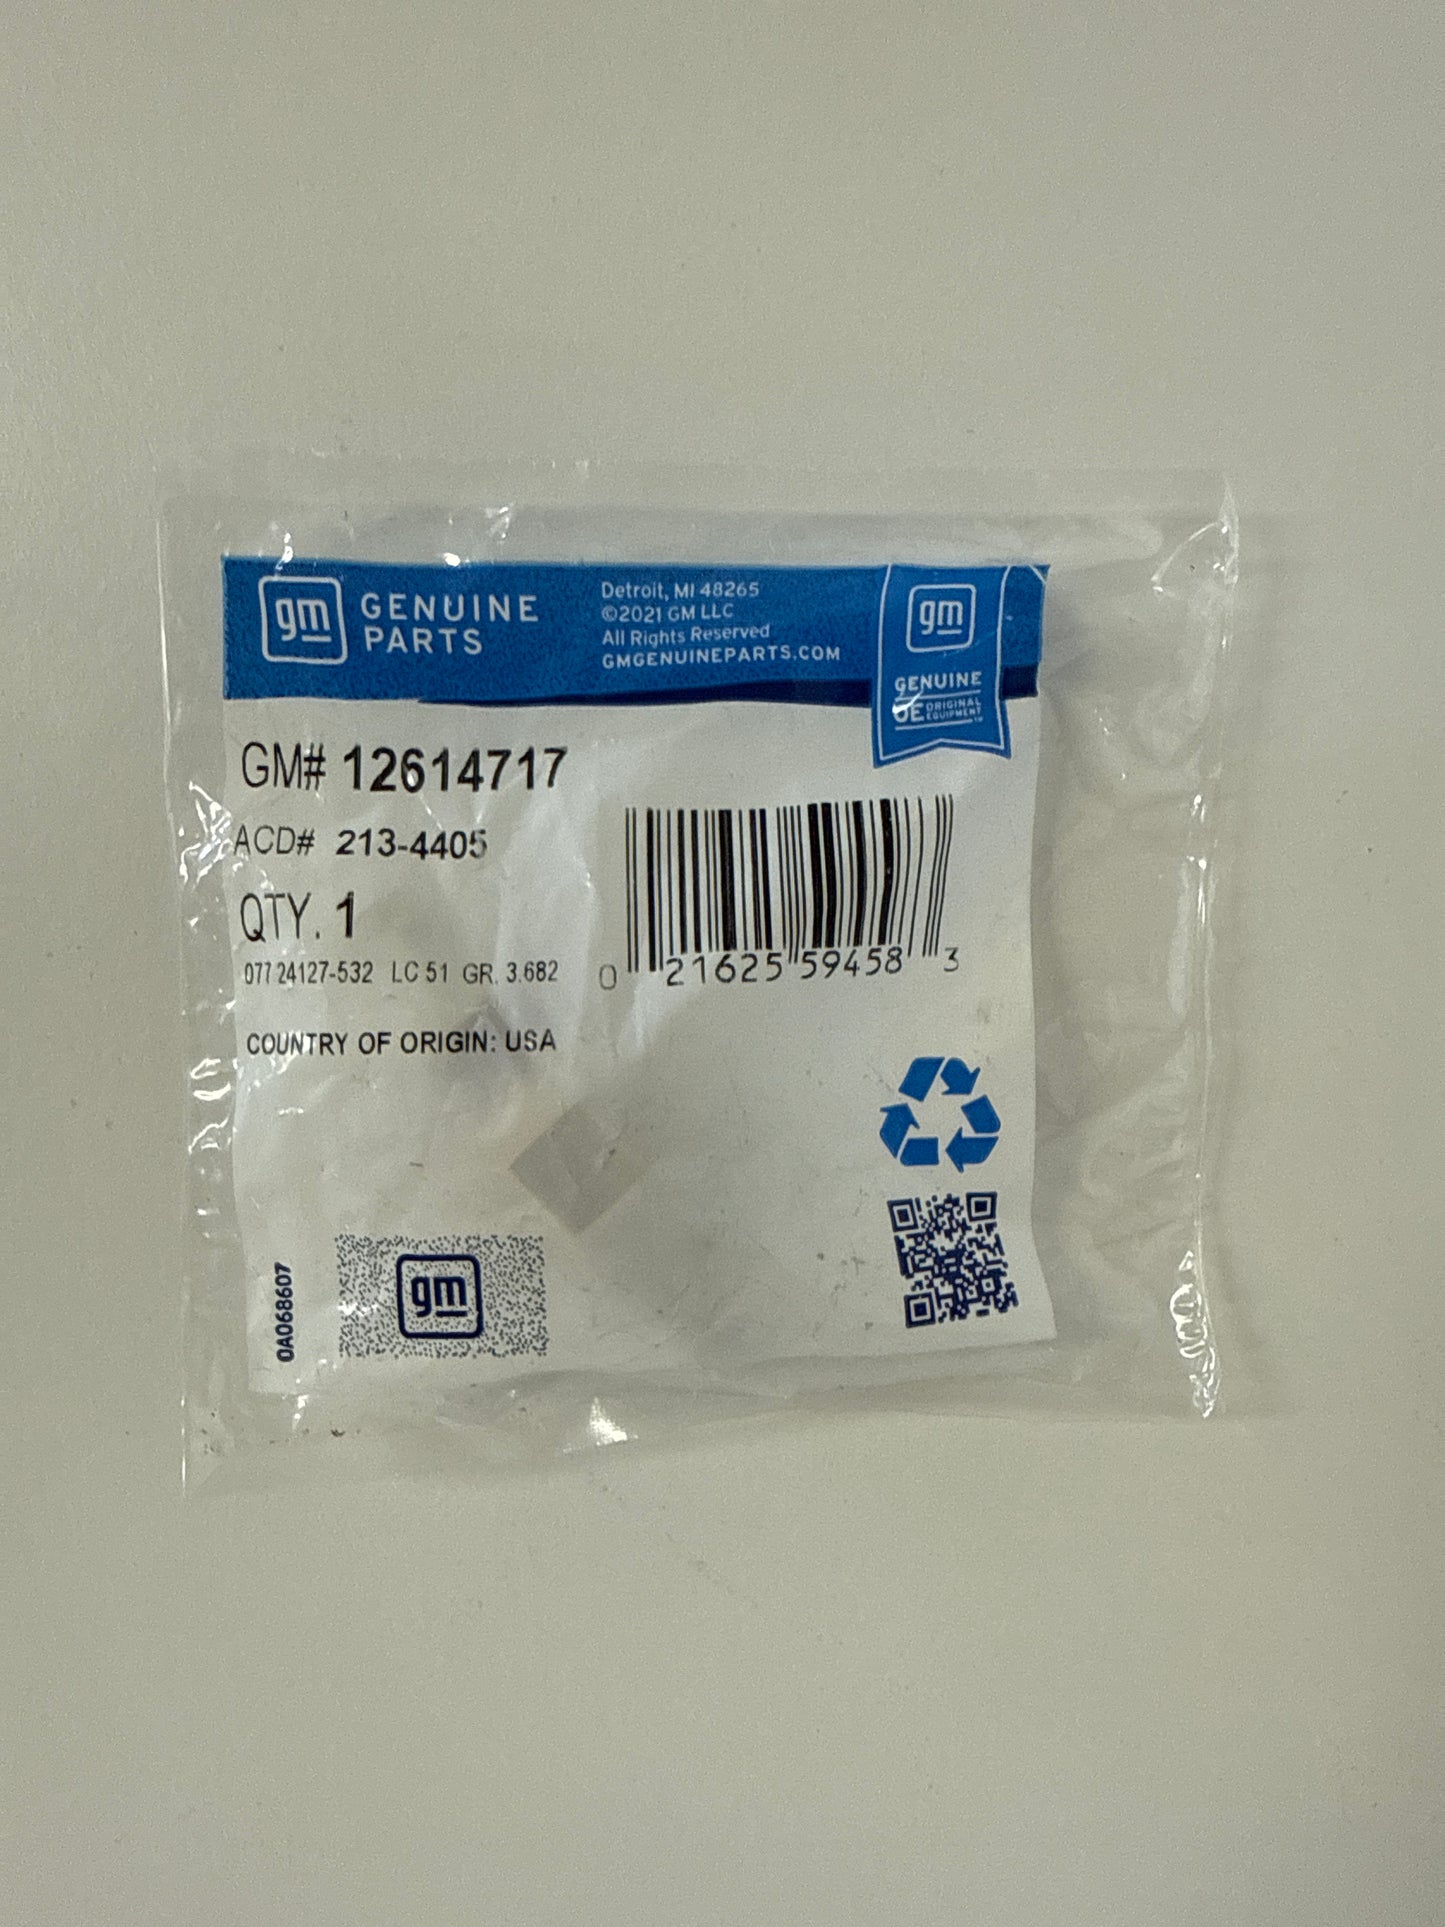 gm GENUINE PARTS
Detroit, MI 48265
©2021 GM LLC
All Rights Reserved
GMGENUINEPARTS.COM
gm
GENUINE
OE ORIGINAL EQUIPMENT™
GM# 12614717
ACD# 213-4405
QTY. 1
077 24127-532 LC 51 GR. 3.682
0 21625 59458 3
COUNTRY OF ORIGIN: USA
0A068607
gm